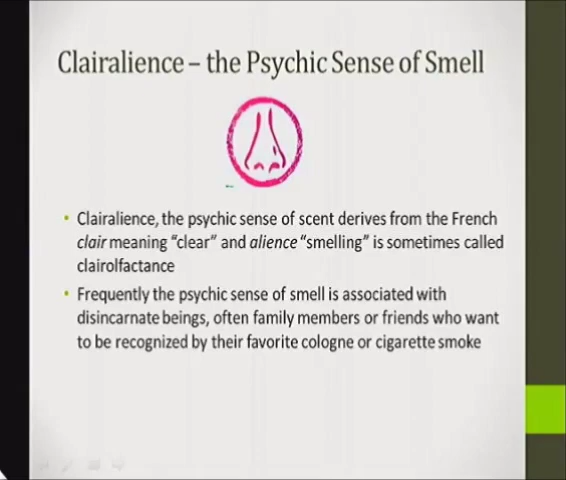 Clairalience – the Psychic Sense of Smell
• Clairalience, the psychic sense of scent derives from the French
clair meaning “clear” and alience “smelling” is sometimes called
clairolfactance
• Frequently the psychic sense of smell is associated with
disincarnate beings, often family members or friends who want
to be recognized by their favorite cologne or cigarette smoke